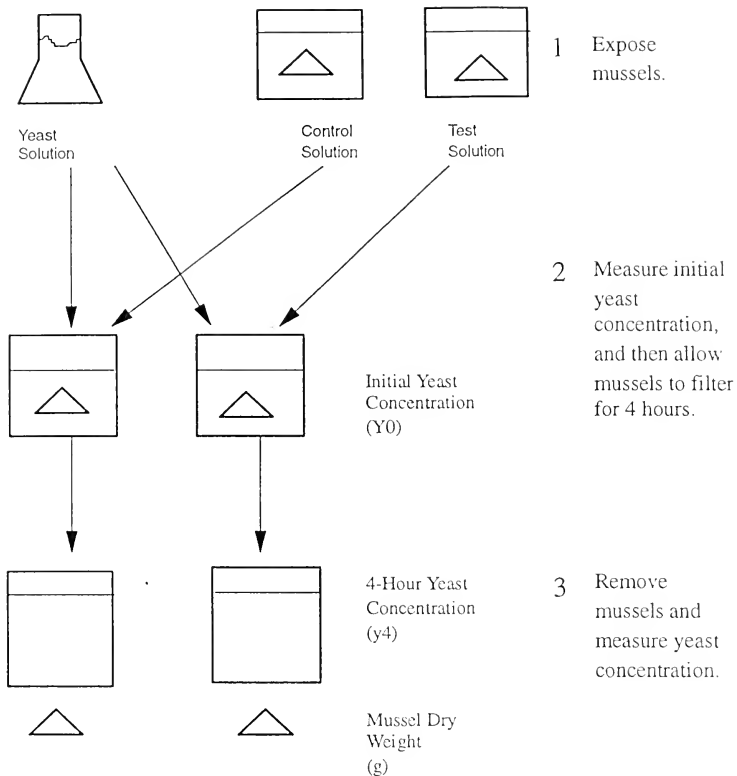 1 Expose
mussels.
Yeast
Solution
Control
Solution
Test
Solution
2 Measure initial
yeast
concentration,
and then allow
mussels to filter
for 4 hours.
Initial Yeast
Concentration
(Y0)
4-Hour Yeast
Concentration
(y4)
3 Remove
mussels and
measure yeast
concentration.
Mussel Dry
Weight
(g)